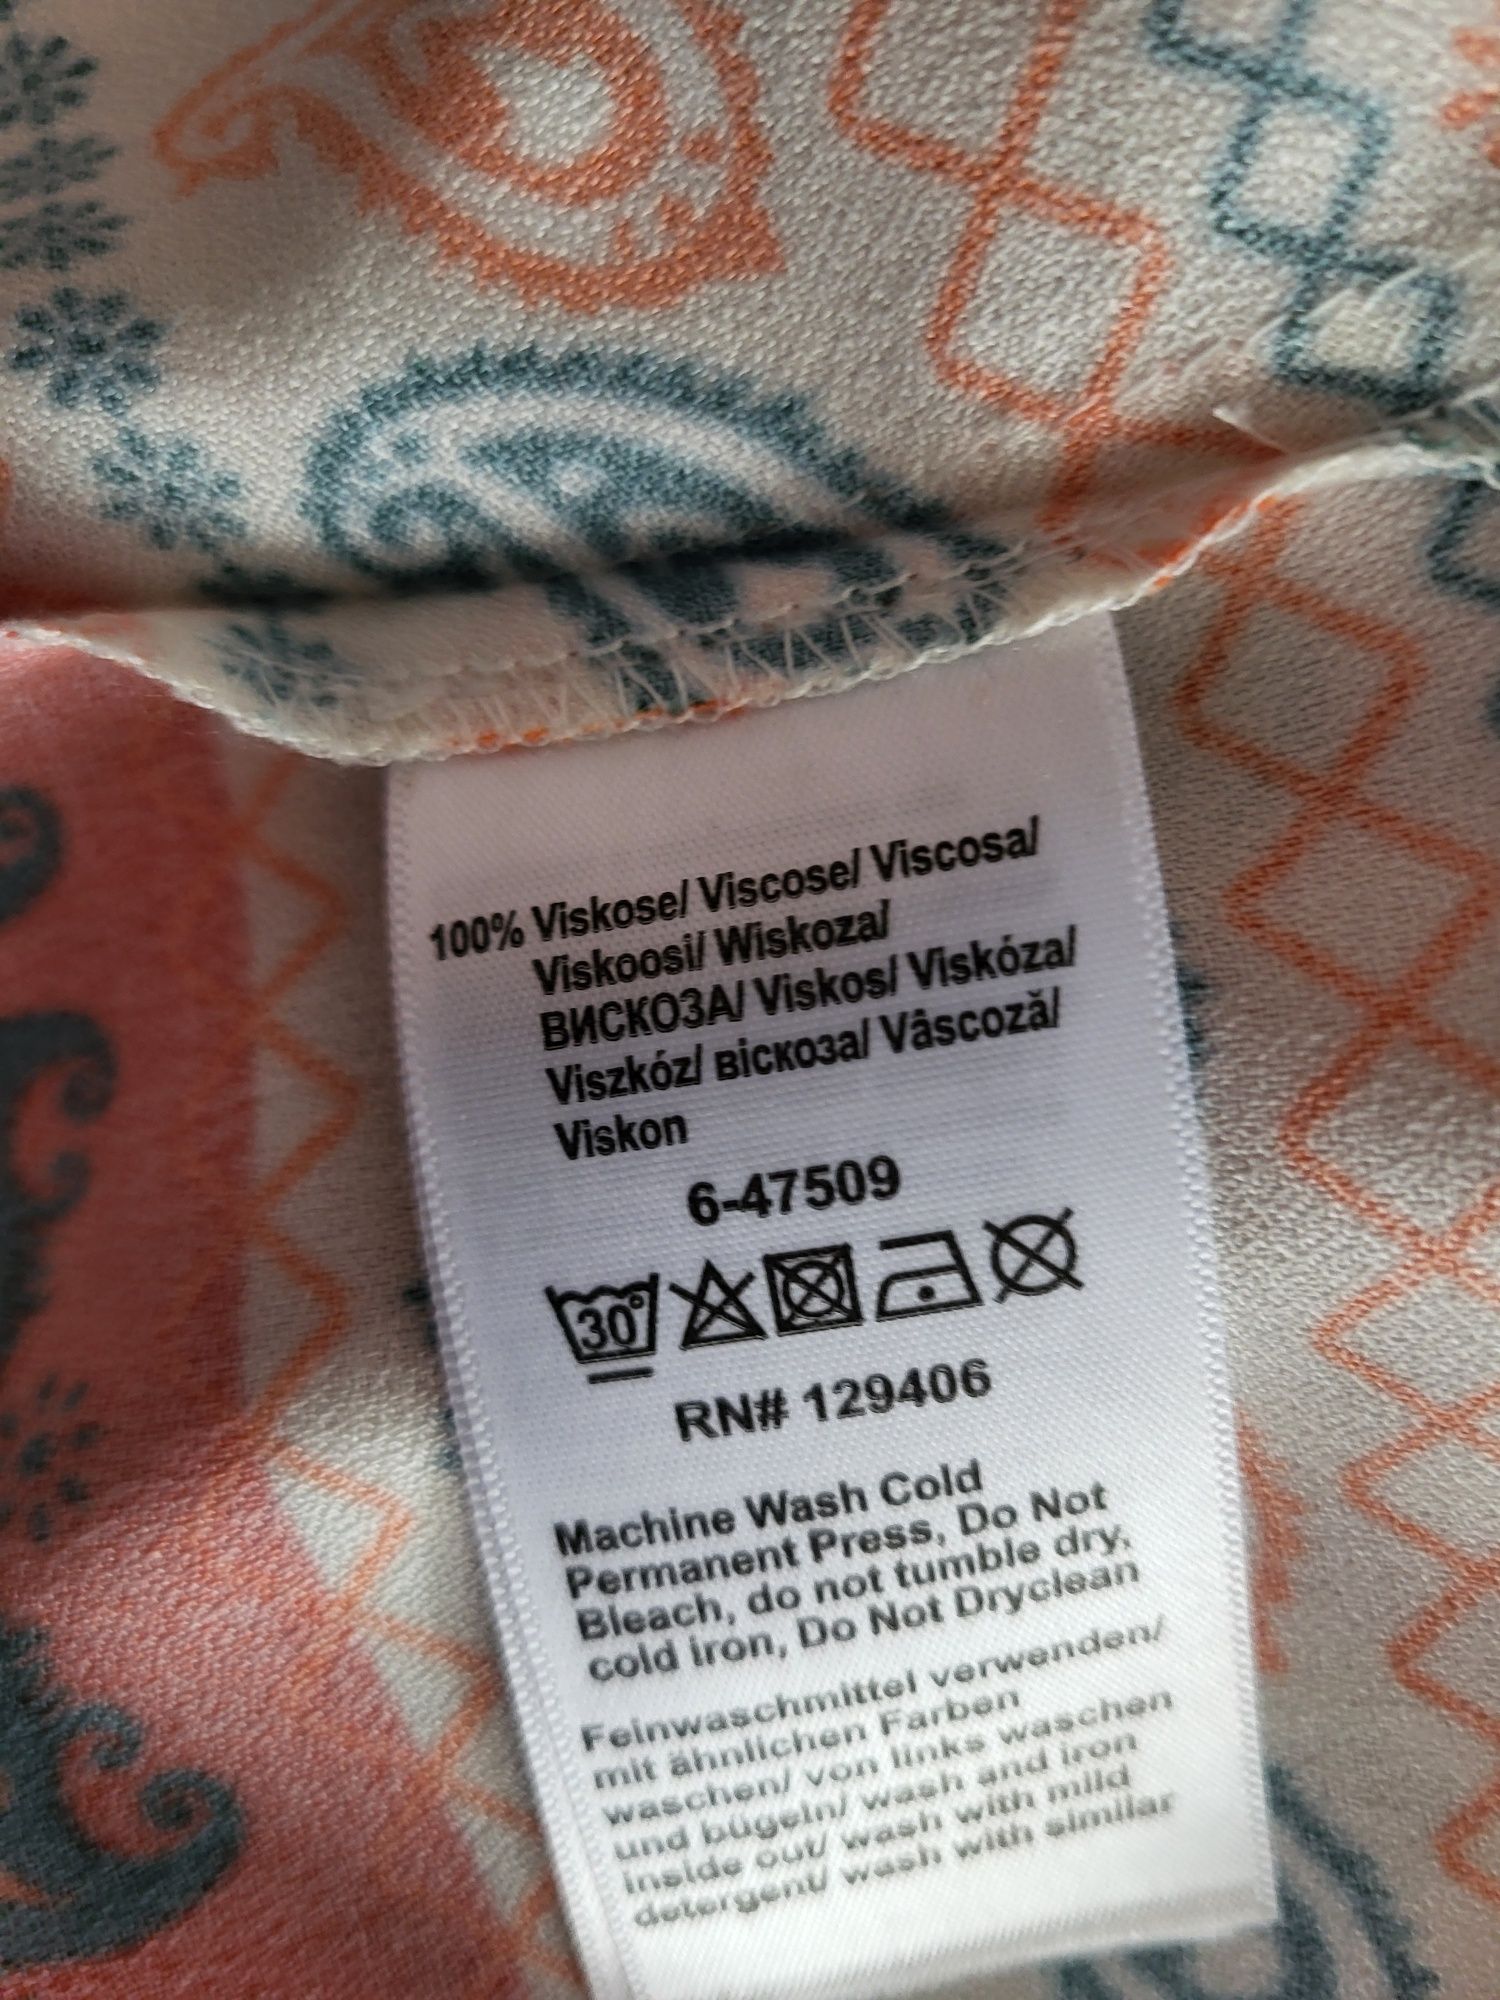 100% Viskose/ Viscose/ Viscosa/
Viskoosi/ Wiskoza/
ВИСКОЗА/ Viskos/ Viskóza/
Viszkóz/ віскоза/ Vâscoză/
Viskon
6-47509
30°
RN# 129406
Machine Wash Cold
Permanent Press, Do Not
Bleach, do not tumble dry,
cold iron, Do Not Dryclean
Feinwaschmittel verwenden/
mit ähnlichen Farben
waschen/ von links waschen
und bügeln/ wash and iron
inside out/ wash with mild
detergent/ wash with similar